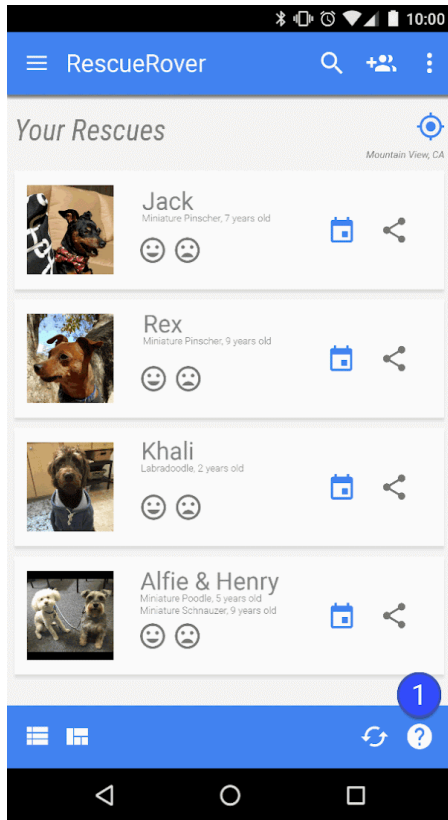 10:00
RescueRover
Your Rescues
Mountain View, CA
Jack
Miniature Pinscher, 7 years old
Rex
Miniature Pinscher, 9 years old
Khali
Labradoodle, 2 years old
Alfie & Henry
Miniature Poodle, 5 years old
Miniature Schnauzer, 9 years old
1